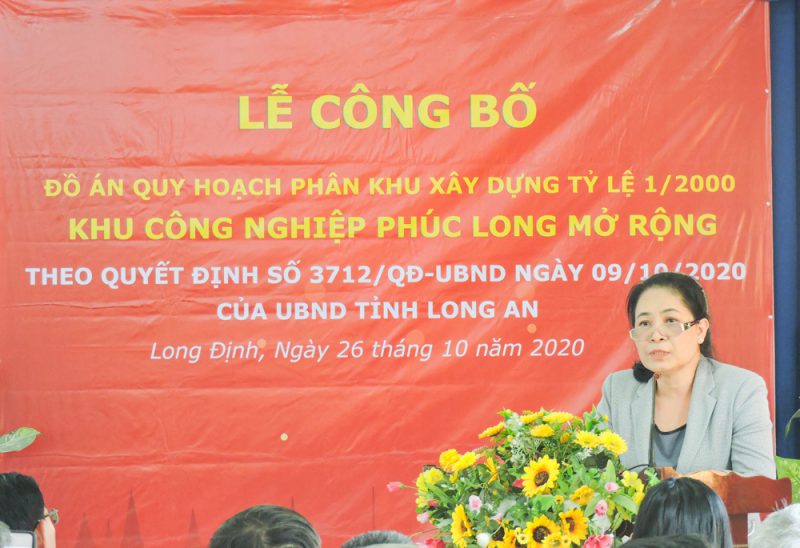 LỄ CÔNG BỐ
ĐỒ ÁN QUY HOẠCH PHÂN KHU XÂY DỰNG TỶ LỆ 1/2000
KHU CÔNG NGHIỆP PHÚC LONG MỞ RỘNG
THEO QUYẾT ĐỊNH SỐ 3712/QĐ-UBND NGÀY 09/10/2020
CỦA UBND TỈNH LONG AN
Long Định, Ngày 26 tháng 10 năm 2020